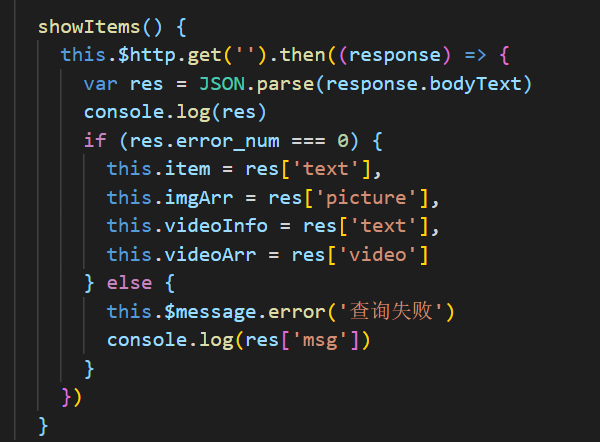 showItems() {
this.$http.get('').then((response) => {
var res = JSON.parse(response.bodyText)
console.log(res)
if (res.error_num === 0) {
this.item = res['text'],
this.imgArr = res['picture'],
this.videoInfo = res['text'],
this.videoArr = res['video']
} else {
this.$message.error('查询失败')
console.log(res['msg'])
}
})
}